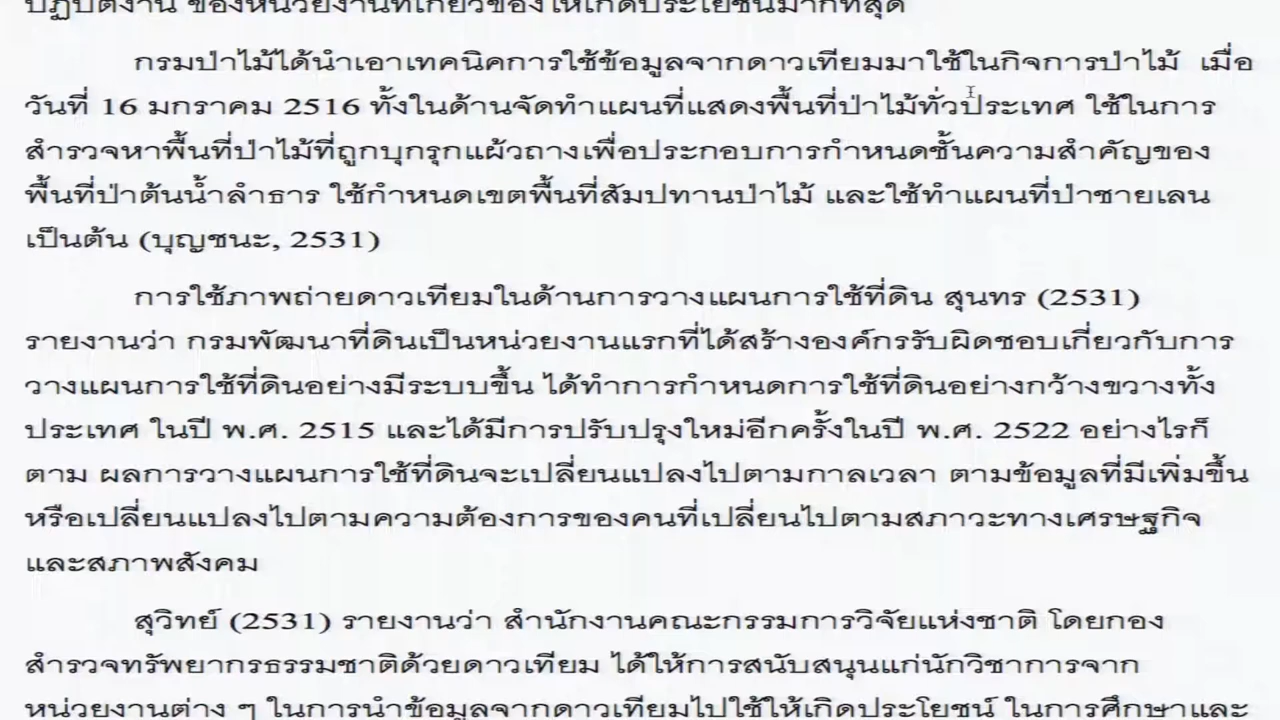 ปฏิบัติงาน ของหน่วยงานที่เกี่ยวข้องให้เกิดประโยชน์มากที่สุด
กรมป่าไม้ได้นำเอาเทคนิคการใช้ข้อมูลจากดาวเทียมมาใช้ในกิจการป่าไม้ เมื่อ
วันที่ 16 มกราคม 2516 ทั้งในด้านจัดทำแผนที่แสดงพื้นที่ป่าไม้ทั่วประเทศ ใช้ในการ
สำรวจหาพื้นที่ป่าไม้ที่ถูกบุกรุกแผ้วถางเพื่อประกอบการกำหนดชั้นความสำคัญของ
พื้นที่ป่าต้นน้ำลำธาร ใช้กำหนดเขตพื้นที่สัมปทานป่าไม้ และใช้ทำแผนที่ป่าชายเลน
เป็นต้น (บุญชนะ, 2531)
การใช้ภาพถ่ายดาวเทียมในด้านการวางแผนการใช้ที่ดิน สุนทร (2531)
รายงานว่า กรมพัฒนาที่ดินเป็นหน่วยงานแรกที่ได้สร้างองค์กรรับผิดชอบเกี่ยวกับการ
วางแผนการใช้ที่ดินอย่างมีระบบขึ้น ได้ทำการกำหนดการใช้ที่ดินอย่างกว้างขวางทั้ง
ประเทศ ในปี พ.ศ. 2515 และได้มีการปรับปรุงใหม่อีกครั้งในปี พ.ศ. 2522 อย่างไรก็
ตาม ผลการวางแผนการใช้ที่ดินจะเปลี่ยนแปลงไปตามกาลเวลา ตามข้อมูลที่มีเพิ่มขึ้น
หรือเปลี่ยนแปลงไปตามความต้องการของคนที่เปลี่ยนไปตามสภาวะทางเศรษฐกิจ
และสภาพสังคม
สุวิทย์ (2531) รายงานว่า สำนักงานคณะกรรมการวิจัยแห่งชาติ โดยกอง
สำรวจทรัพยากรธรรมชาติด้วยดาวเทียม ได้ให้การสนับสนุนแก่นักวิชาการจาก
หน่วยงานต่าง ๆ ในการนำข้อมูลจากดาวเทียมไปใช้ให้เกิดประโยชน์ ในการศึกษาและ